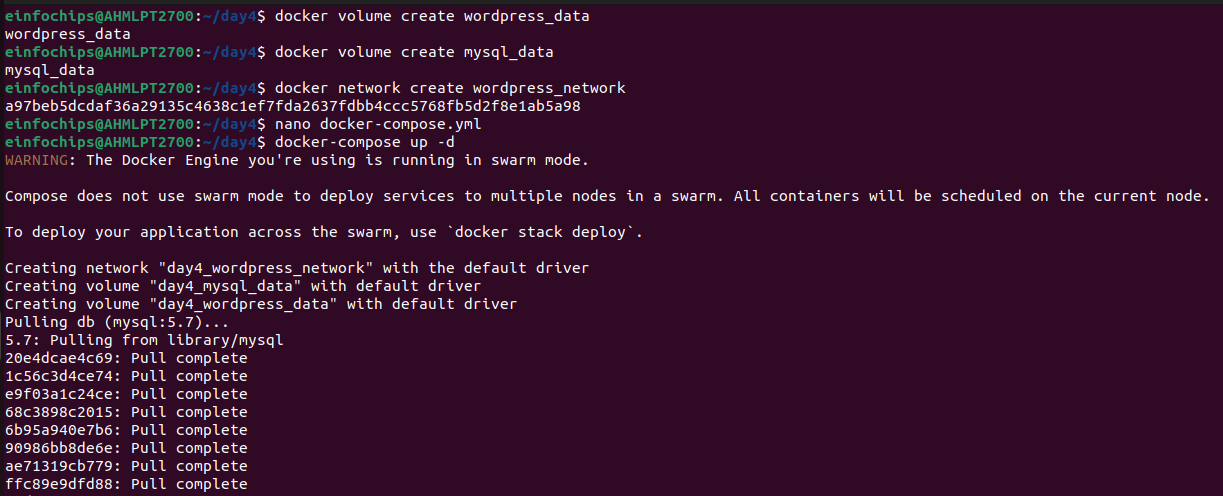 einfochips@AHMLPT2700:~/day4$ docker volume create wordpress_data
wordpress_data
einfochips@AHMLPT2700:~/day4$ docker volume create mysql_data
mysql_data
einfochips@AHMLPT2700:~/day4$ docker network create wordpress_network
a97beb5dcdaf36a29135c4638c1ef7fda2637fdbb4ccc5768fb5d2f8e1ab5a98
einfochips@AHMLPT2700:~/day4$ nano docker-compose.yml
einfochips@AHMLPT2700:~/day4$ docker-compose up -d
WARNING: The Docker Engine you're using is running in swarm mode.
Compose does not use swarm mode to deploy services to multiple nodes in a swarm. All containers will be scheduled on the current node.
To deploy your application across the swarm, use `docker stack deploy`.
Creating network "day4_wordpress_network" with the default driver
Creating volume "day4_mysql_data" with default driver
Creating volume "day4_wordpress_data" with default driver
Pulling db (mysql:5.7)...
5.7: Pulling from library/mysql
20e4dcae4c69: Pull complete
1c56c3d4ce74: Pull complete
e9f03a1c24ce: Pull complete
68c3898c2015: Pull complete
6b95a940e7b6: Pull complete
90986bb8de6e: Pull complete
ae71319cb779: Pull complete
ffc89e9dfd88: Pull complete